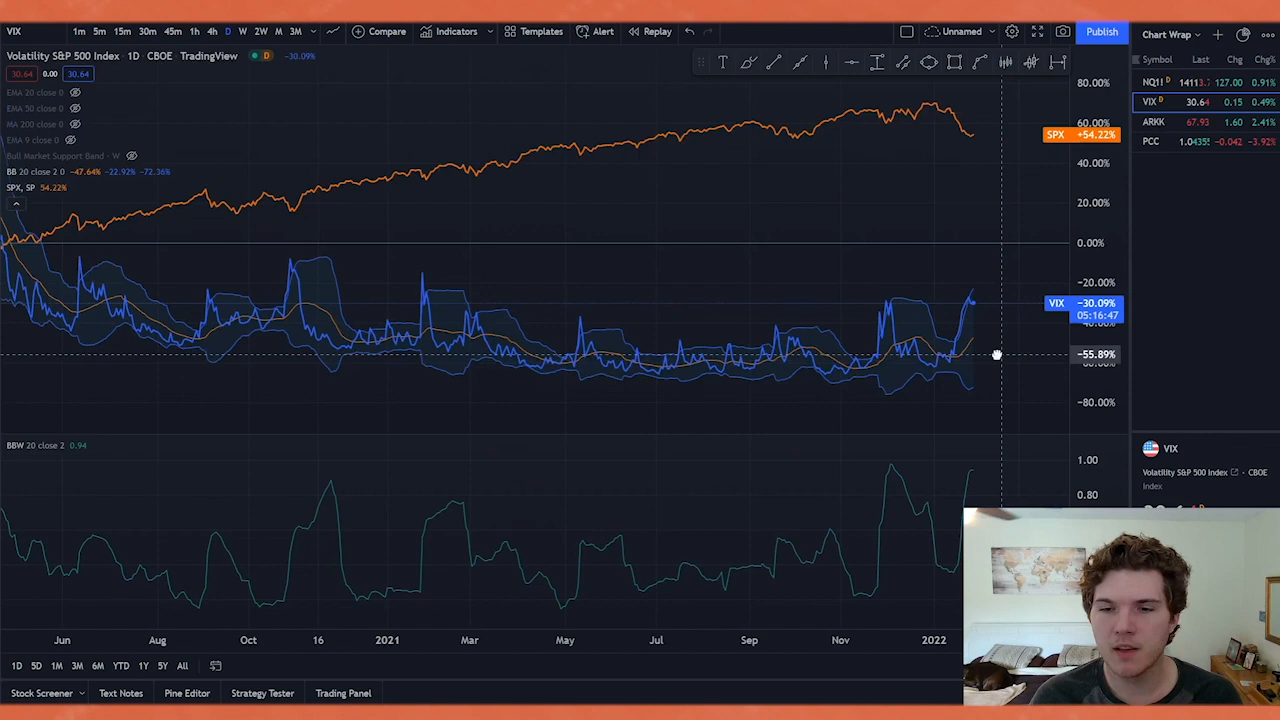 VIX 1m 5m 15m 30m 45m 1h 4h D W 2W M 3M Compare Indicators Templates Alert Replay Unnamed Publish Chart Wrap
Volatility S&P 500 Index · 1D · CBOE · TradingView D −30.09%
30.64 0.00 30.64
EMA 20 close 0
EMA 50 close 0
MA 200 close 0
EMA 9 close 0
Bull Market Support Band · W
BB 20 close 2 0 −47.64% −22.92% −72.36%
SPX, SP 54.22%
Symbol Last Chg Chg%
NQ1! D 14113. 127.00 0.91%
VIX D 30.64 0.15 0.49%
ARKK 67.93 1.60 2.41%
PCC 1.0435 −0.042 −3.92%
80.00%
60.00%
SPX +54.22%
40.00%
20.00%
0.00%
−20.00%
VIX −30.09%
05:16:47
−40.00%
−55.89%
−60.00%
−80.00%
BBW 20 close 2 0.94
1.00
0.80
VIX
Volatility S&P 500 Index · CBOE
Index
Jun Aug Oct 16 2021 Mar May Jul Sep Nov 2022
1D 5D 1M 3M 6M YTD 1Y 5Y All
Stock Screener Text Notes Pine Editor Strategy Tester Trading Panel